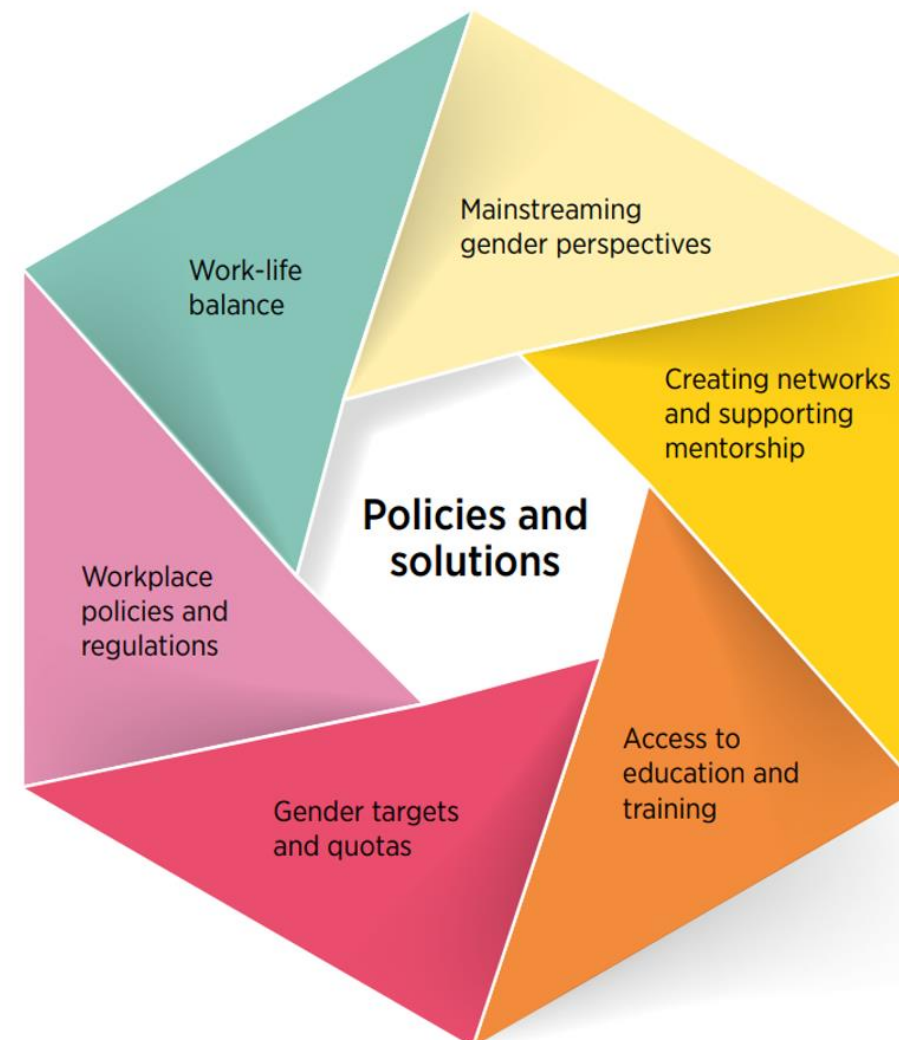 Mainstreaming
gender perspectives
Work-life
balance
Creating networks
and supporting
mentorship
Policies and
solutions
Workplace
policies and
regulations
Access to
education and
training
Gender targets
and quotas